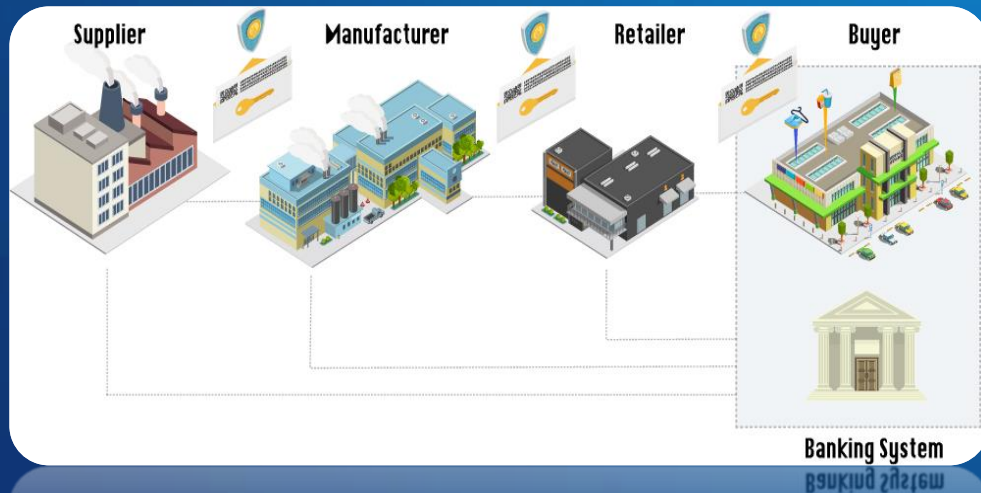 Supplier
Manufacturer
Retailer
Buyer
Banking System